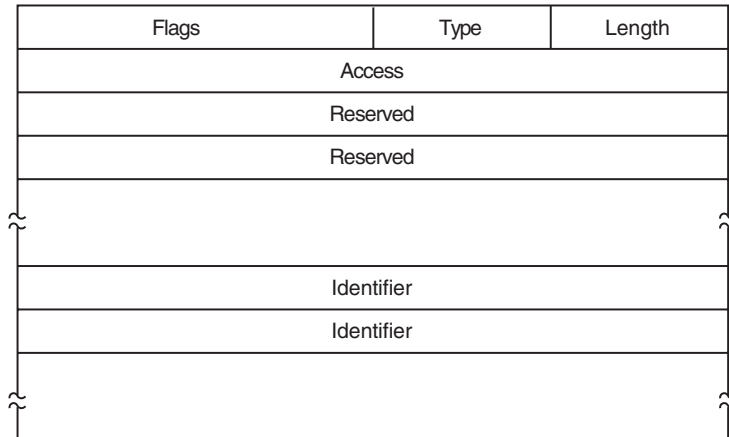 Flags Type Length
Access
Reserved
Reserved
Identifier
Identifier